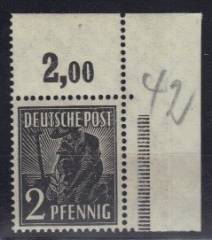 2,00
42
DEUTSCHE POST
2 PFENNIG